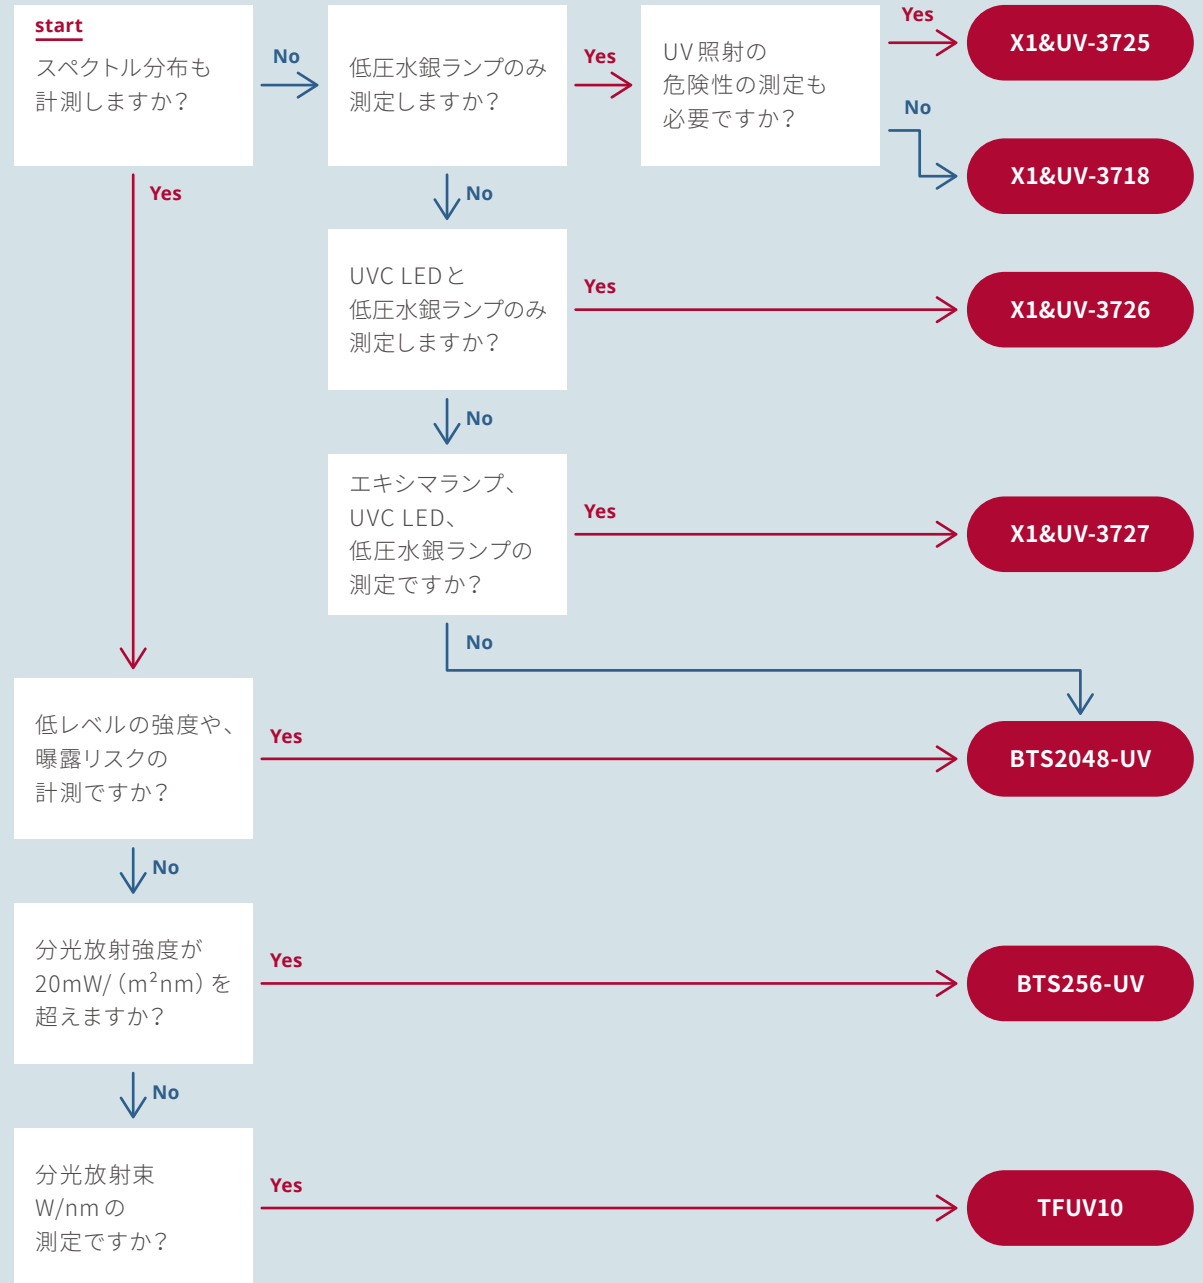 start
スペクトル分布も
計測しますか？
No
低圧水銀ランプのみ
測定しますか？
Yes
UV照射の
危険性の測定も
必要ですか？
Yes
X1&UV-3725
No
X1&UV-3718
Yes
No
UVC LEDと
低圧水銀ランプのみ
測定しますか？
Yes
X1&UV-3726
No
エキシマランプ、
UVC LED、
低圧水銀ランプの
測定ですか？
Yes
X1&UV-3727
No
低レベルの強度や、
曝露リスクの
計測ですか？
Yes
BTS2048-UV
No
分光放射強度が
20mW/（m²nm）を
超えますか？
Yes
BTS256-UV
No
分光放射束
W/nmの
測定ですか？
Yes
TFUV10